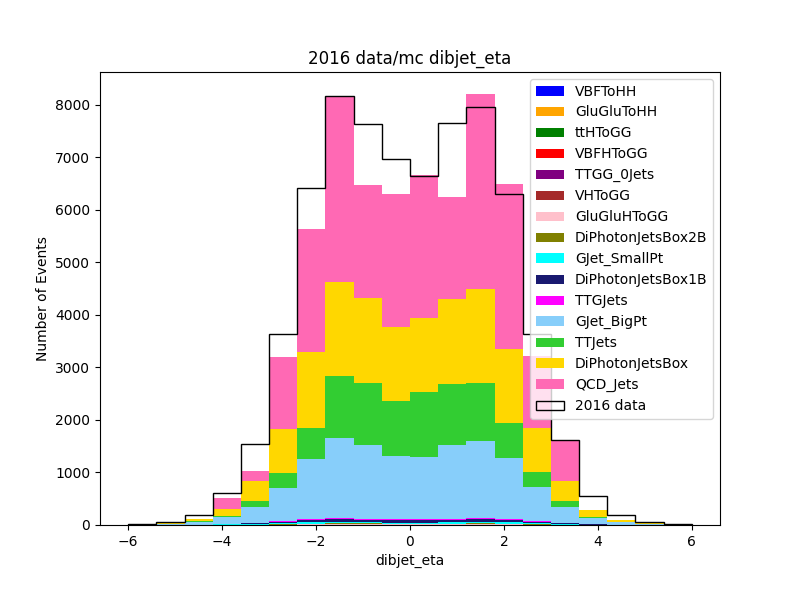 2016 data/mc dibjet_eta
Number of Events
8000
7000
6000
5000
4000
3000
2000
1000
0
−6
−4
−2
0
2
4
6
dibjet_eta
VBFToHH
GluGluToHH
ttHToGG
VBFHToGG
TTGG_0Jets
VHToGG
GluGluHToGG
DiPhotonJetsBox2B
GJet_SmallPt
DiPhotonJetsBox1B
TTGJets
GJet_BigPt
TTJets
DiPhotonJetsBox
QCD_Jets
2016 data